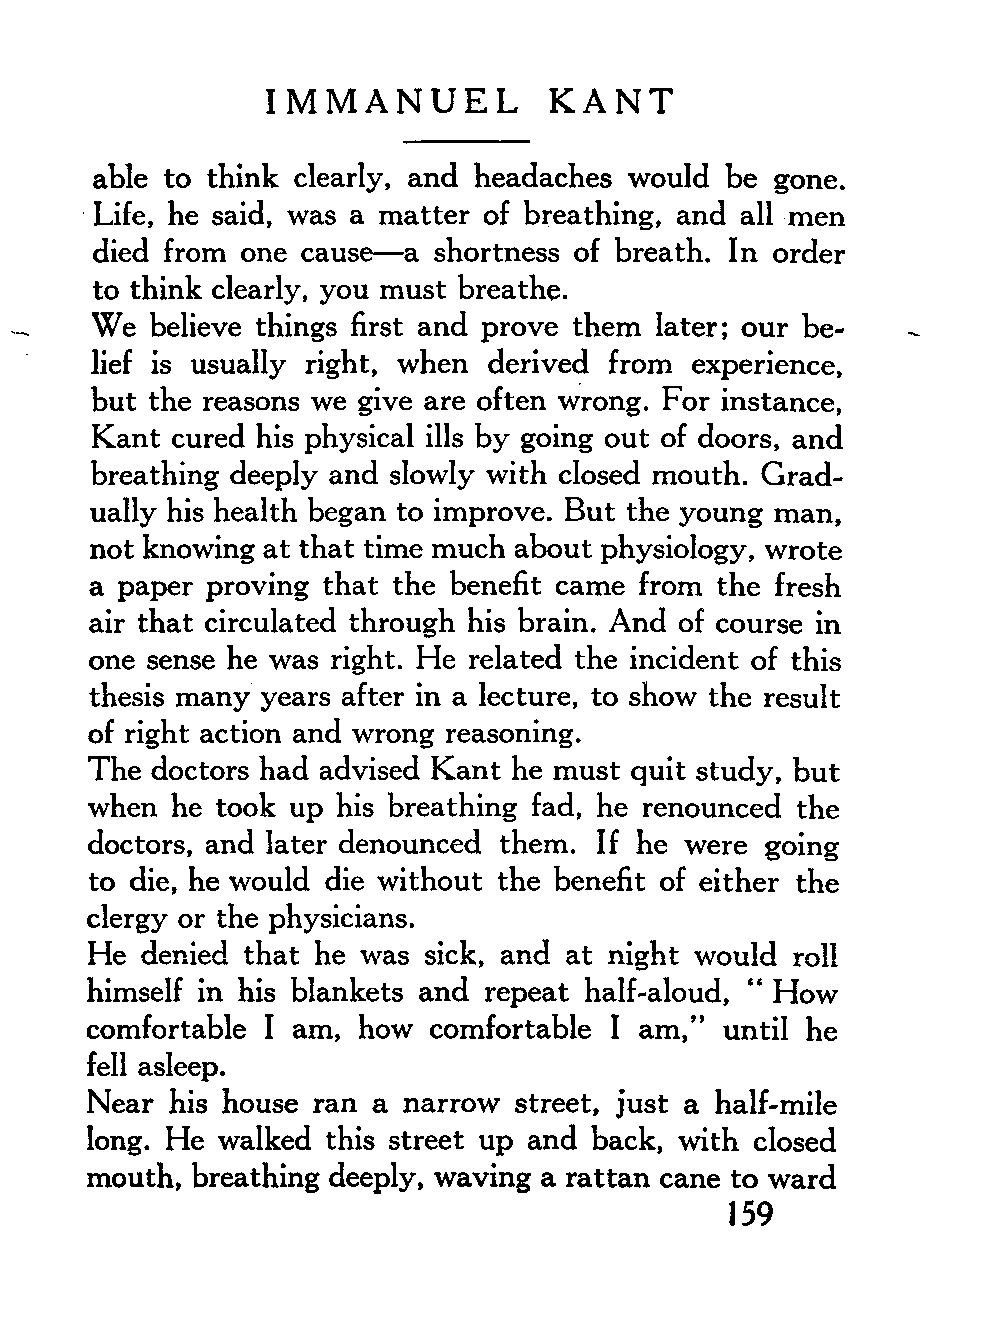 IMMANUEL KANT
able to think clearly, and headaches would be gone.
Life, he said, was a matter of breathing, and all men
died from one cause—a shortness of breath. In order
to think clearly, you must breathe.
We believe things first and prove them later; our be-
lief is usually right, when derived from experience,
but the reasons we give are often wrong. For instance,
Kant cured his physical ills by going out of doors, and
breathing deeply and slowly with closed mouth. Grad-
ually his health began to improve. But the young man,
not knowing at that time much about physiology, wrote
a paper proving that the benefit came from the fresh
air that circulated through his brain. And of course in
one sense he was right. He related the incident of this
thesis many years after in a lecture, to show the result
of right action and wrong reasoning.
The doctors had advised Kant he must quit study, but
when he took up his breathing fad, he renounced the
doctors, and later denounced them. If he were going
to die, he would die without the benefit of either the
clergy or the physicians.
He denied that he was sick, and at night would roll
himself in his blankets and repeat half-aloud, “ How
comfortable I am, how comfortable I am,” until he
fell asleep.
Near his house ran a narrow street, just a half-mile
long. He walked this street up and back, with closed
mouth, breathing deeply, waving a rattan cane to ward
159